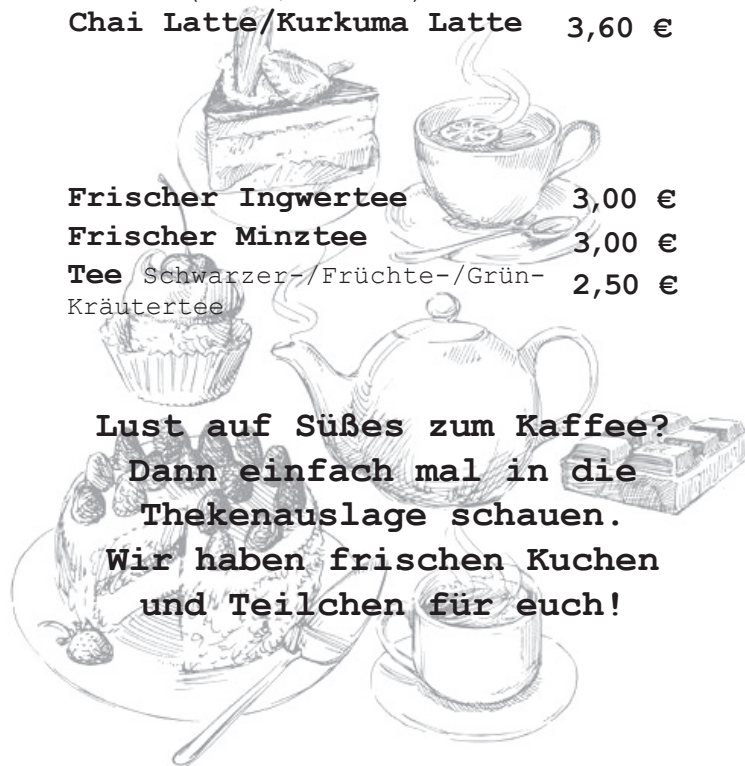 Chai Latte/Kurkuma Latte 3,60 €
Frischer Ingwertee 3,00 €
Frischer Minztee 3,00 €
Tee Schwarzer-/Früchte-/Grün- 2,50 €
Kräutertee
Lust auf Süßes zum Kaffee?
Dann einfach mal in die
Thekenauslage schauen.
Wir haben frischen Kuchen
und Teilchen für euch!